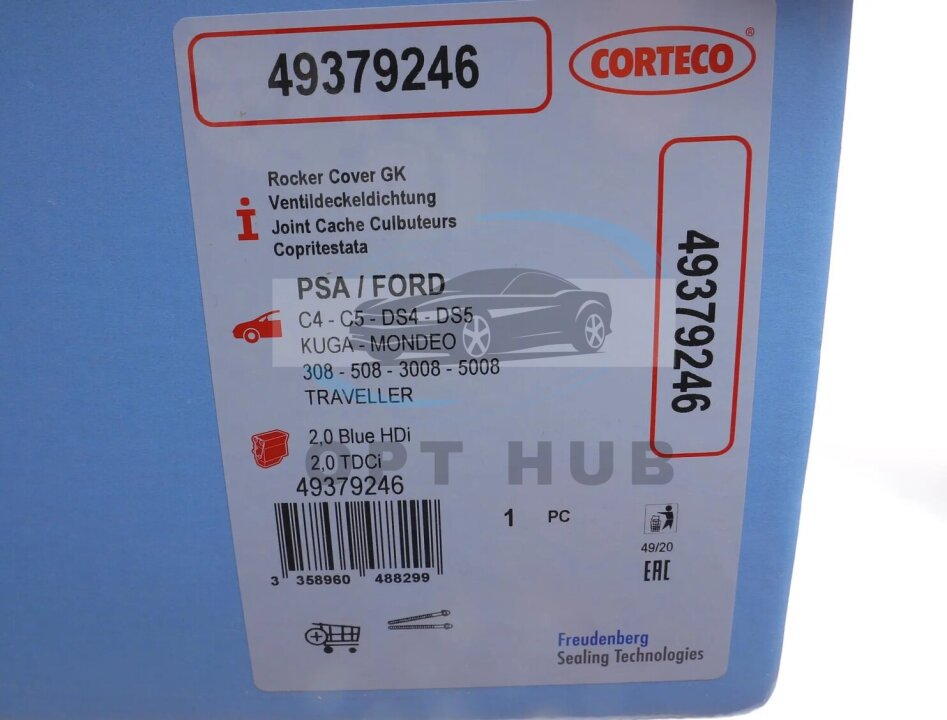 49379246
CORTECO®
Rocker Cover GK
Ventildeckeldichtung
Joint Cache Culbuteurs
Copritestata
49379246
PSA / FORD
C4 - C5 - DS4 - DS5
KUGA - MONDEO
308 - 508 - 3008 - 5008
TRAVELLER
2,0 Blue HDi
2,0 TDCi
OPT HUB
49379246
1 PC
49/20
EAC
3 358960 488299
Freudenberg
Sealing Technologies